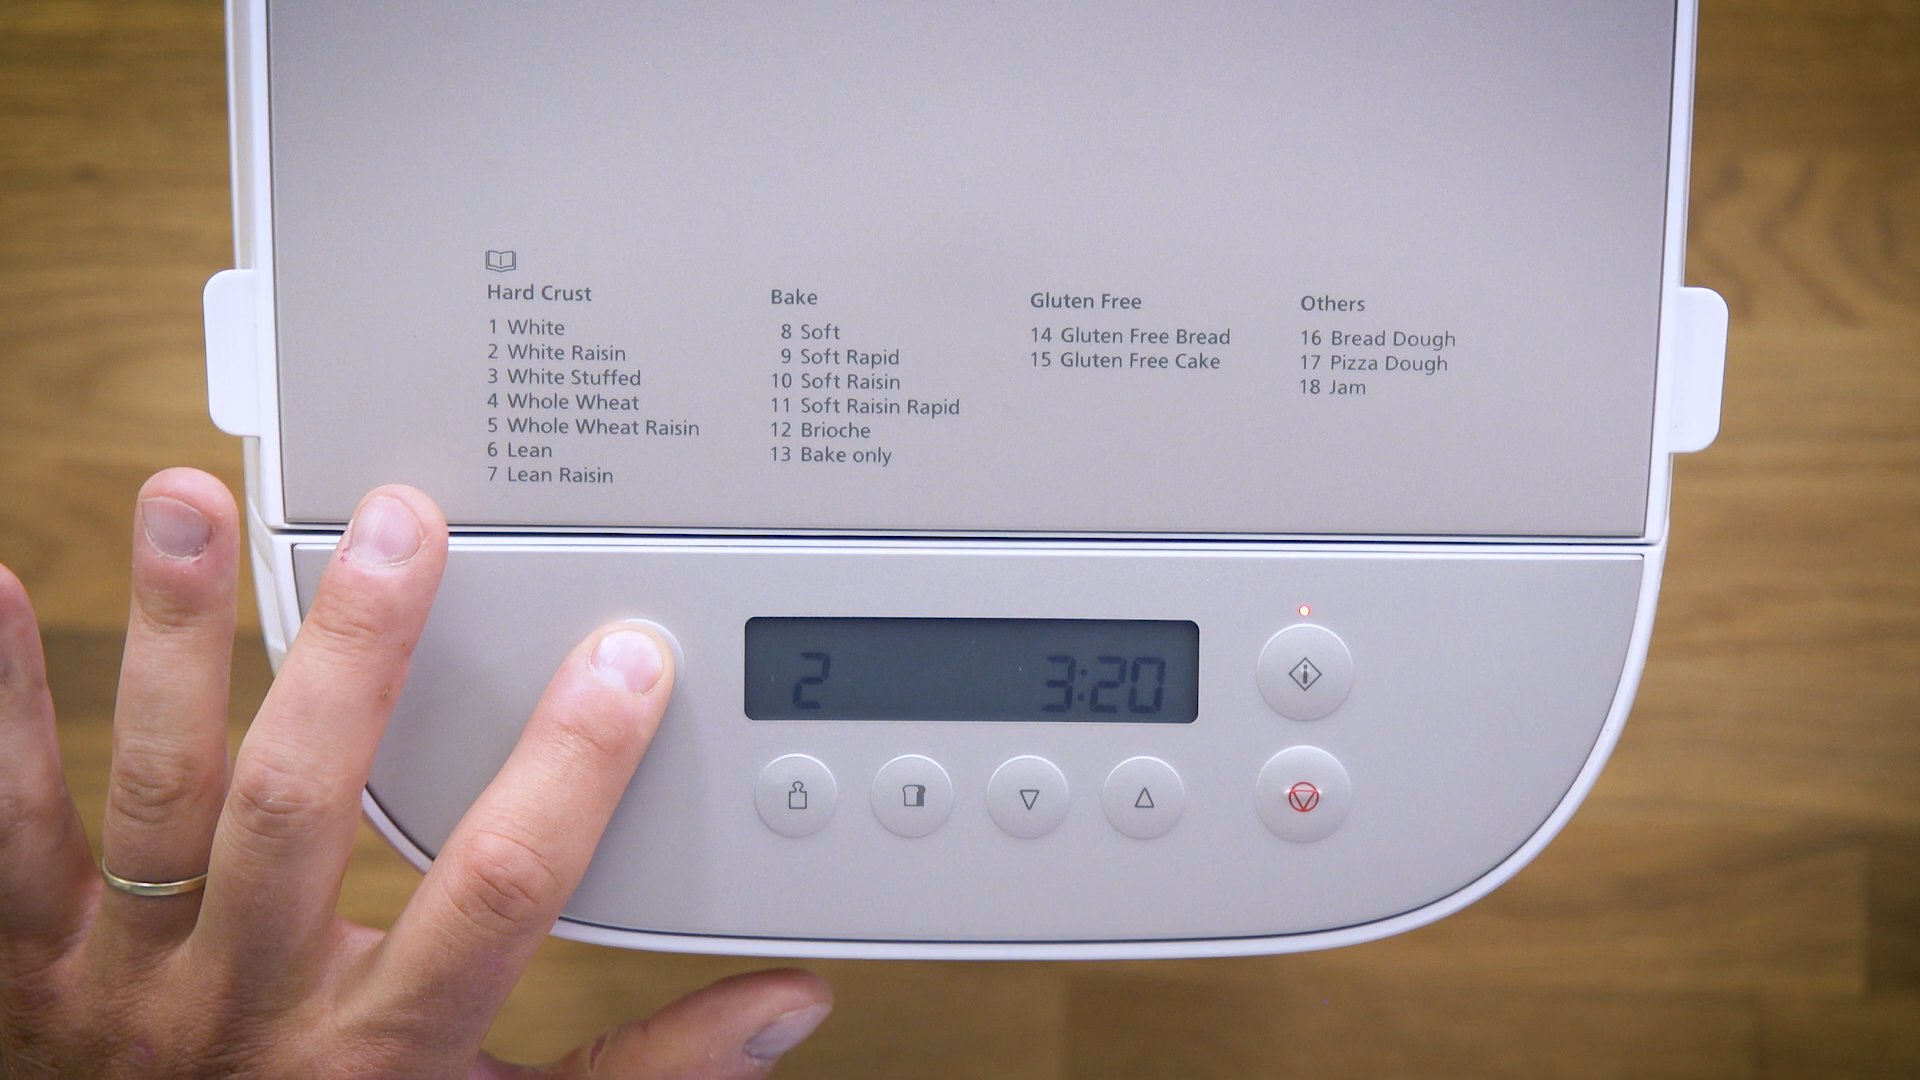 Hard Crust
1 White
2 White Raisin
3 White Stuffed
4 Whole Wheat
5 Whole Wheat Raisin
6 Lean
7 Lean Raisin
Bake
8 Soft
9 Soft Rapid
10 Soft Raisin
11 Soft Raisin Rapid
12 Brioche
13 Bake only
Gluten Free
14 Gluten Free Bread
15 Gluten Free Cake
Others
16 Bread Dough
17 Pizza Dough
18 Jam
2 3:20